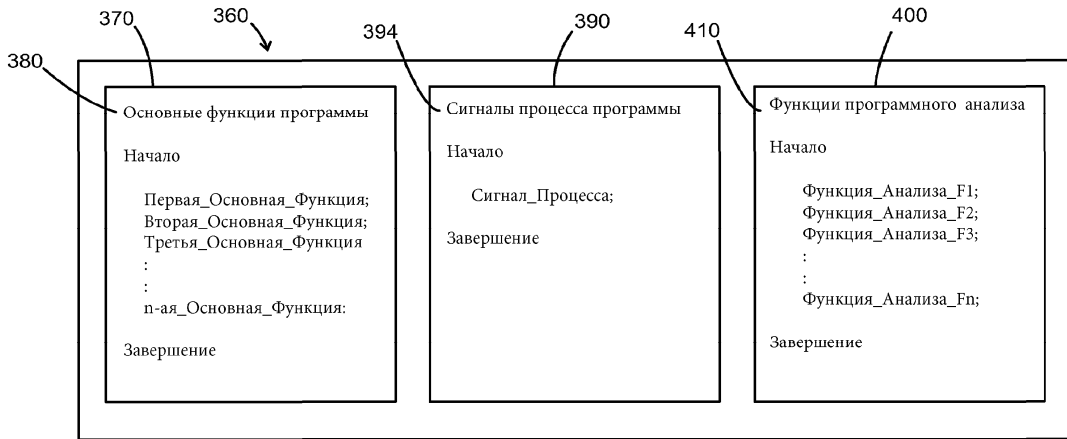 370
360
394
390
410
400
380
Основные функции программы
Начало
Первая_Основная_Функция;
Вторая_Основная_Функция;
Третья_Основная_Функция
:
:
n-ая_Основная_Функция:
Завершение
Сигналы процесса программы
Начало
Сигнал_Процесса;
Завершение
Функции программного анализа
Начало
Функция_Анализа_F1;
Функция_Анализа_F2;
Функция_Анализа_F3;
:
:
Функция_Анализа_Fn;
Завершение